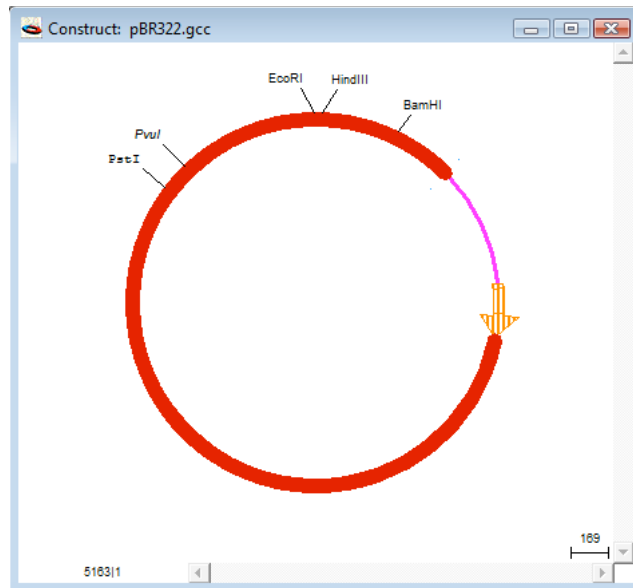 Construct: pBR322.gcc
EcoRI
HindIII
BamHI
PvuI
PstI
169
5163|1